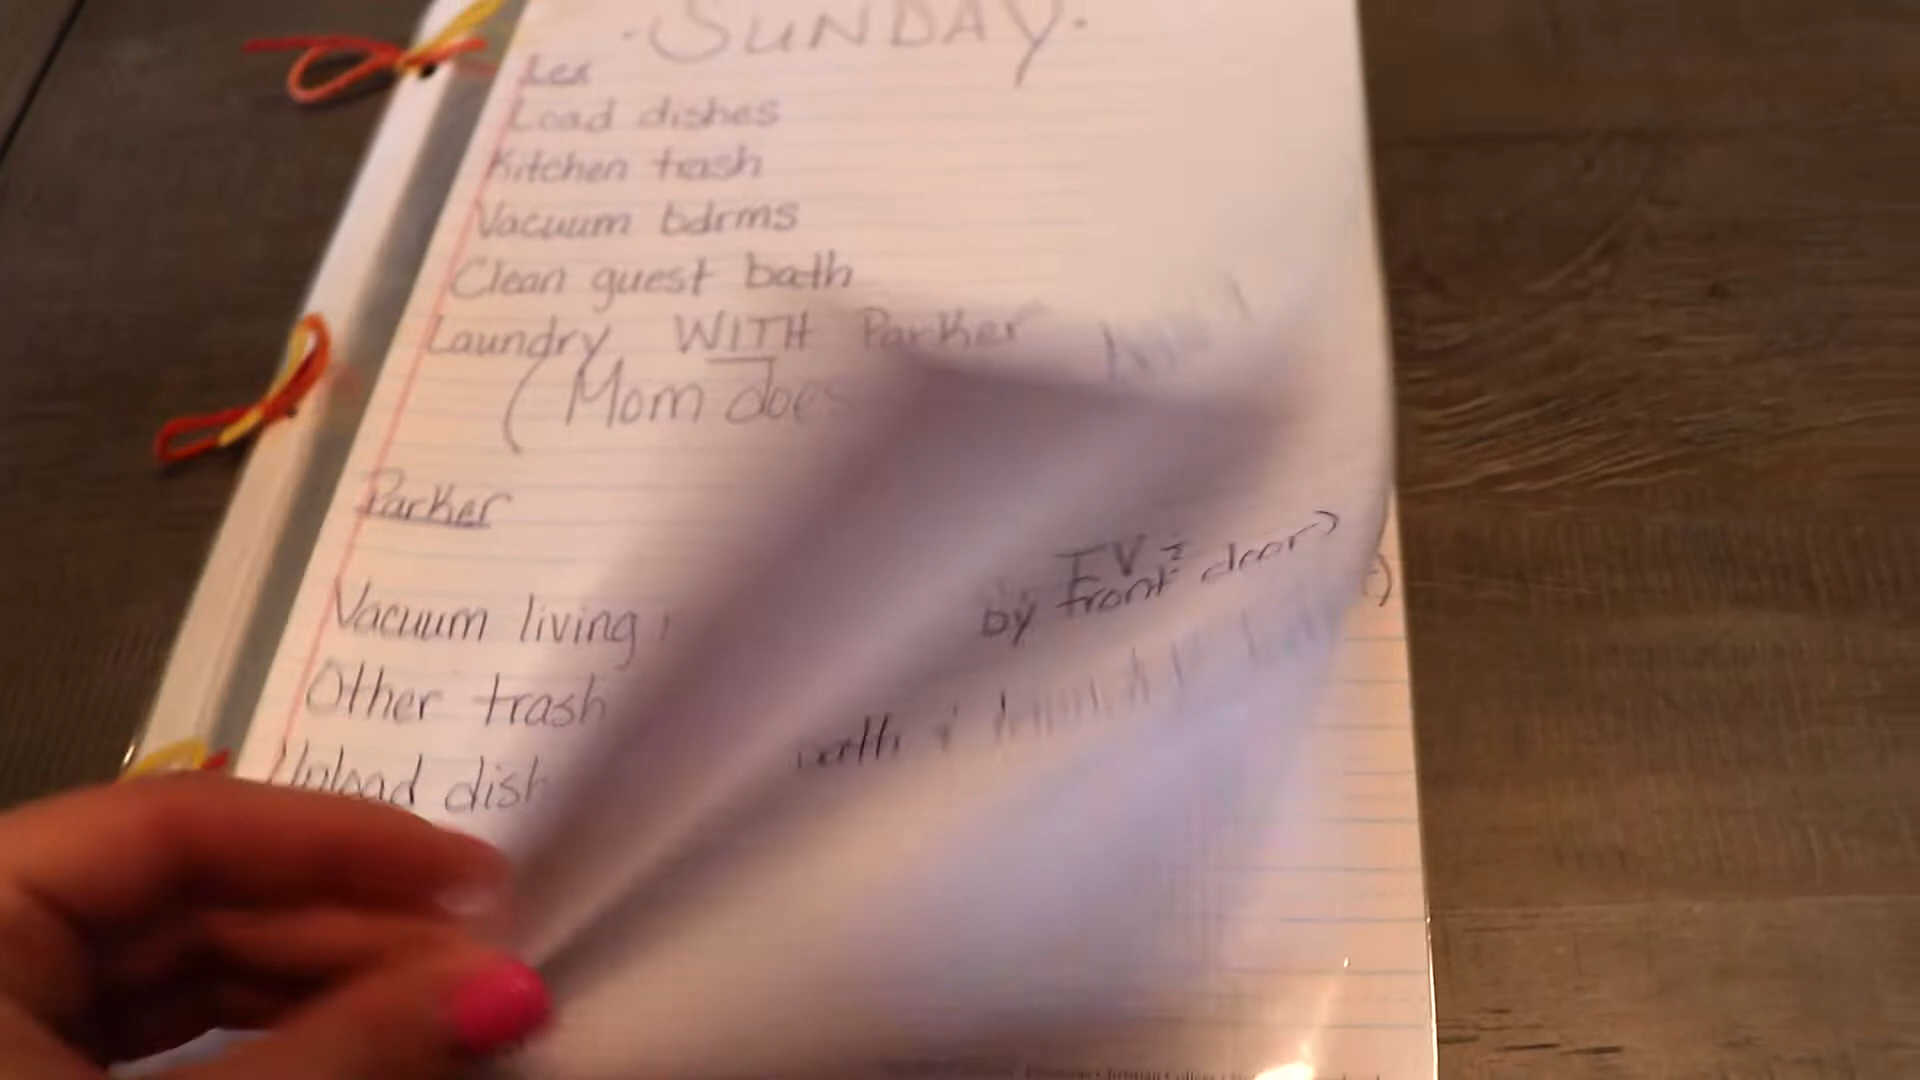 ·SUNDAY·
Lex
Load dishes
Kitchen trash
Vacuum bdrms
Clean guest bath
Laundry WITH Parker
(Mom does
Parker
Vacuum living
Other trash
Unload dish
by front door)